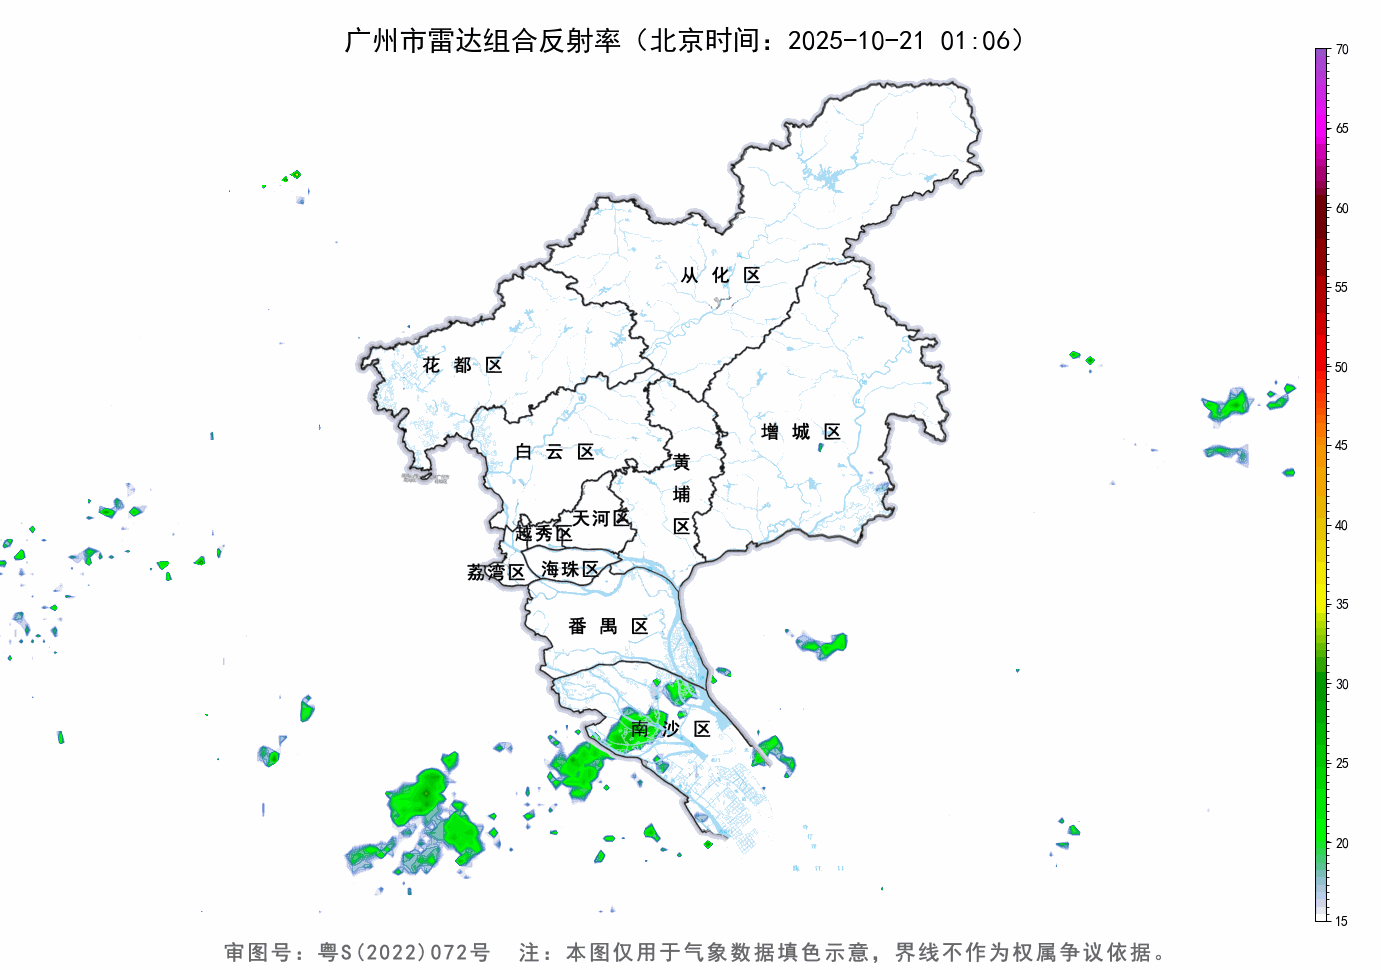 广州市雷达组合反射率（北京时间：2025-10-21 01:06）
70
65
60
55
50
45
40
35
30
25
20
15
从化区
花都区
增城区
白云区
黄埔区
天河区
越秀区
荔湾区
海珠区
番禺区
南沙区
审图号：粤S(2022)072号 注：本图仅用于气象数据填色示意，界线不作为权属争议依据。